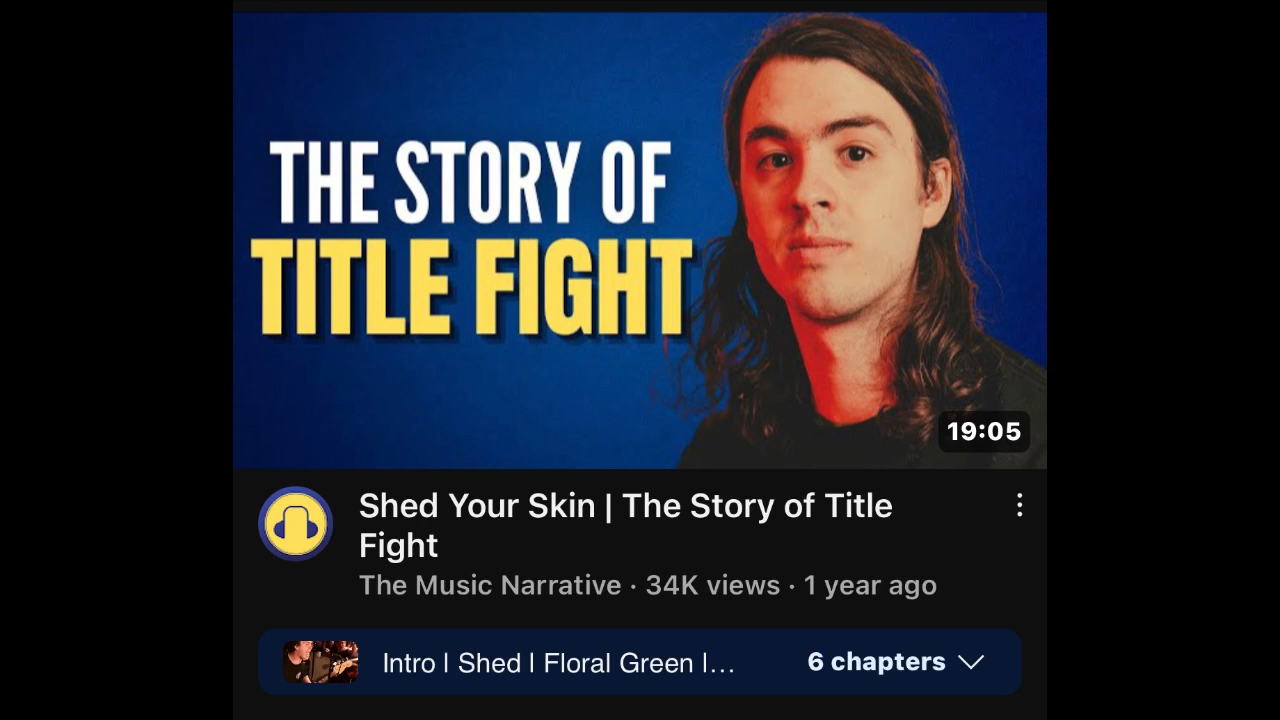 THE STORY OF
TITLE FIGHT
19:05
Shed Your Skin | The Story of Title
Fight
The Music Narrative · 34K views · 1 year ago
Intro | Shed | Floral Green |...
6 chapters